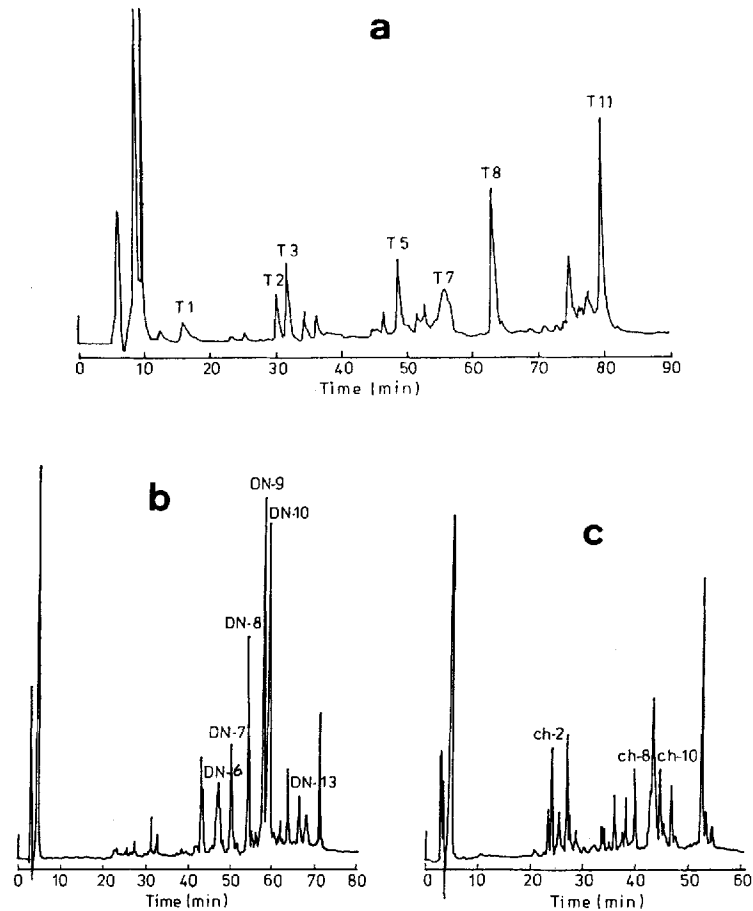 a
T11
T8
T3
T5
T2
T7
T1
0 10 20 30 40 50 60 70 80 90
Time (min)
b
DN-9
DN-10
DN-8
DN-7
DN-6
DN-13
0 10 20 30 40 50 60 70 80
Time (min)
c
ch-2
ch-8 ch-10
0 10 20 30 40 50 60
Time (min)